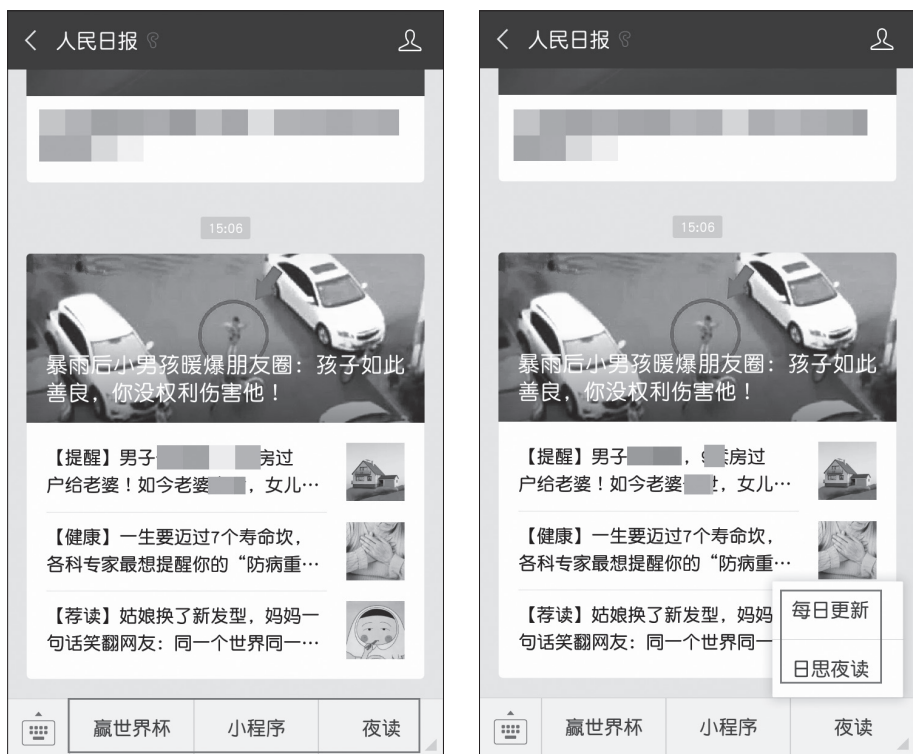 人民日报
15:06
暴雨后小男孩暖爆朋友圈：孩子如此
善良，你没权利伤害他！
【提醒】男子 房过
户给老婆！如今老婆 ，女儿…
【健康】一生要迈过7个寿命坎，
各科专家最想提醒你的“防病重…
【荐读】姑娘换了新发型，妈妈一
句话笑翻网友：同一个世界同一…
赢世界杯
小程序
夜读
人民日报
15:06
暴雨后小男孩暖爆朋友圈：孩子如此
善良，你没权利伤害他！
【提醒】男子 ， 房过
户给老婆！如今老婆 ，女儿…
【健康】一生要迈过7个寿命坎，
各科专家最想提醒你的“防病重…
【荐读】姑娘换了新发型，妈妈
句话笑翻网友：同一个世界同一
每日更新
日思夜读
赢世界杯
小程序
夜读